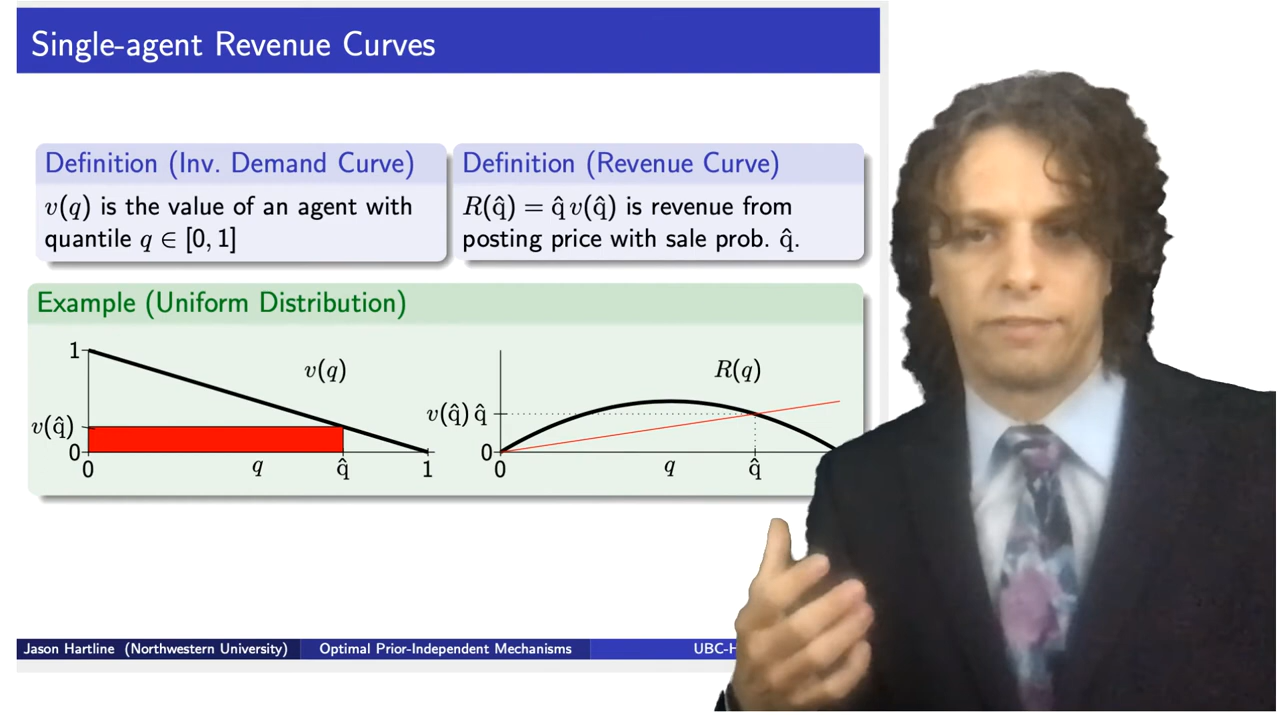 Single-agent Revenue Curves
Definition (Inv. Demand Curve)
v(q) is the value of an agent with
quantile q ∈ [0, 1]
Definition (Revenue Curve)
R(q̂) = q̂ v(q̂) is revenue from
posting price with sale prob. q̂.
Example (Uniform Distribution)
1
v(q)
v(q̂)
0
0
q
q̂
1
R(q)
v(q̂) q̂
0
0
q
q̂
Jason Hartline (Northwestern University)
Optimal Prior-Independent Mechanisms
UBC-H